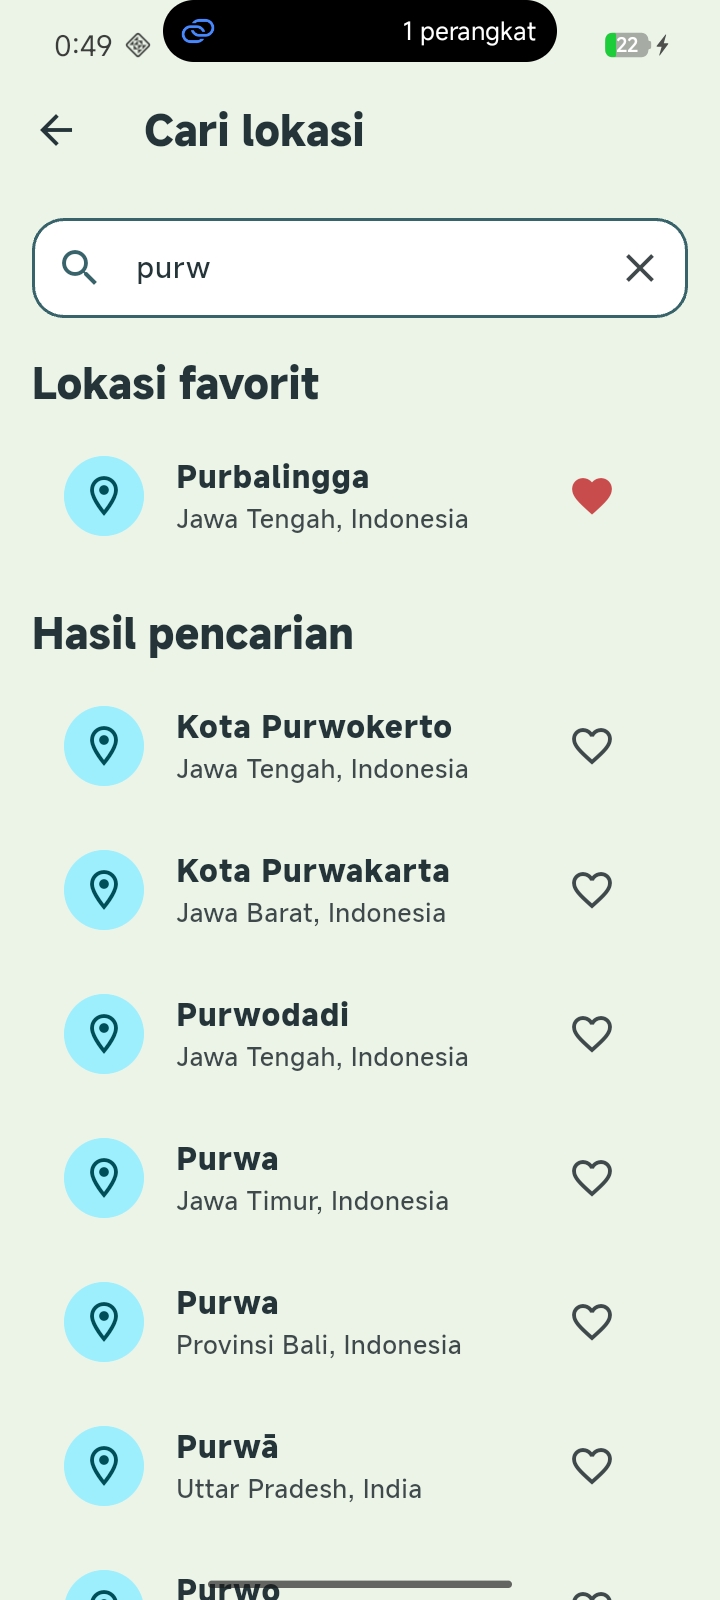 0:49
1 perangkat
22
Cari lokasi
purw
Lokasi favorit
Purbalingga
Jawa Tengah, Indonesia
Hasil pencarian
Kota Purwokerto
Jawa Tengah, Indonesia
Kota Purwakarta
Jawa Barat, Indonesia
Purwodadi
Jawa Tengah, Indonesia
Purwa
Jawa Timur, Indonesia
Purwa
Provinsi Bali, Indonesia
Purwā
Uttar Pradesh, India
Purwo